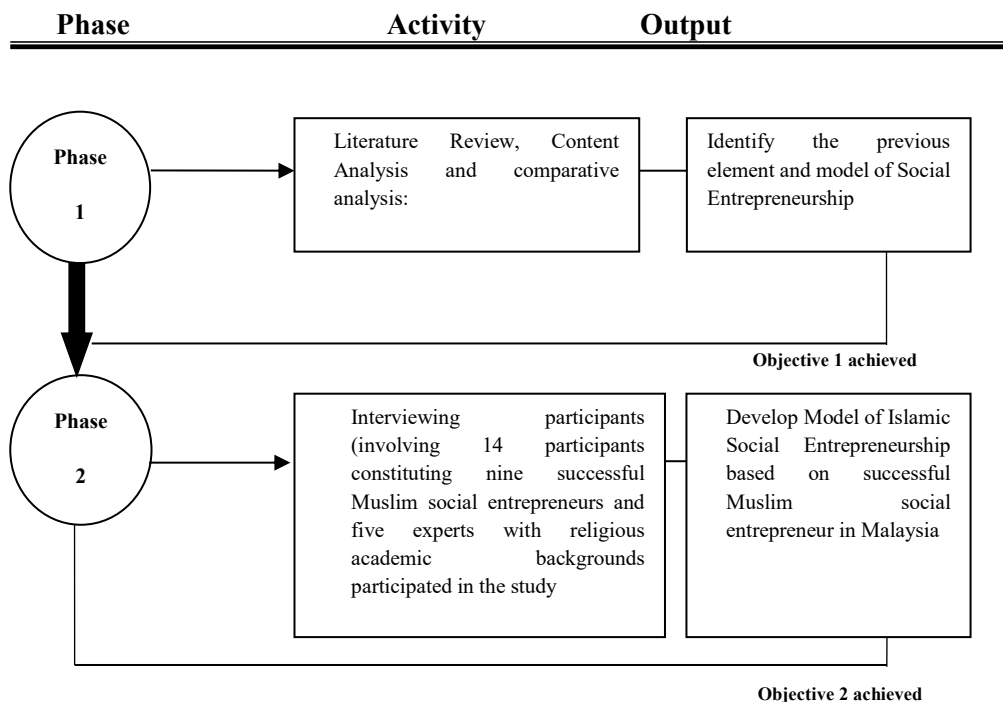 Phase Activity Output
Phase
1
Literature Review, Content
Analysis and comparative
analysis:
Identify the previous
element and model of Social
Entrepreneurship
Objective 1 achieved
Phase
2
Interviewing participants
(involving 14 participants
constituting nine successful
Muslim social entrepreneurs and
five experts with religious
academic backgrounds
participated in the study
Develop Model of Islamic
Social Entrepreneurship
based on successful
Muslim social
entrepreneur in Malaysia
Objective 2 achieved